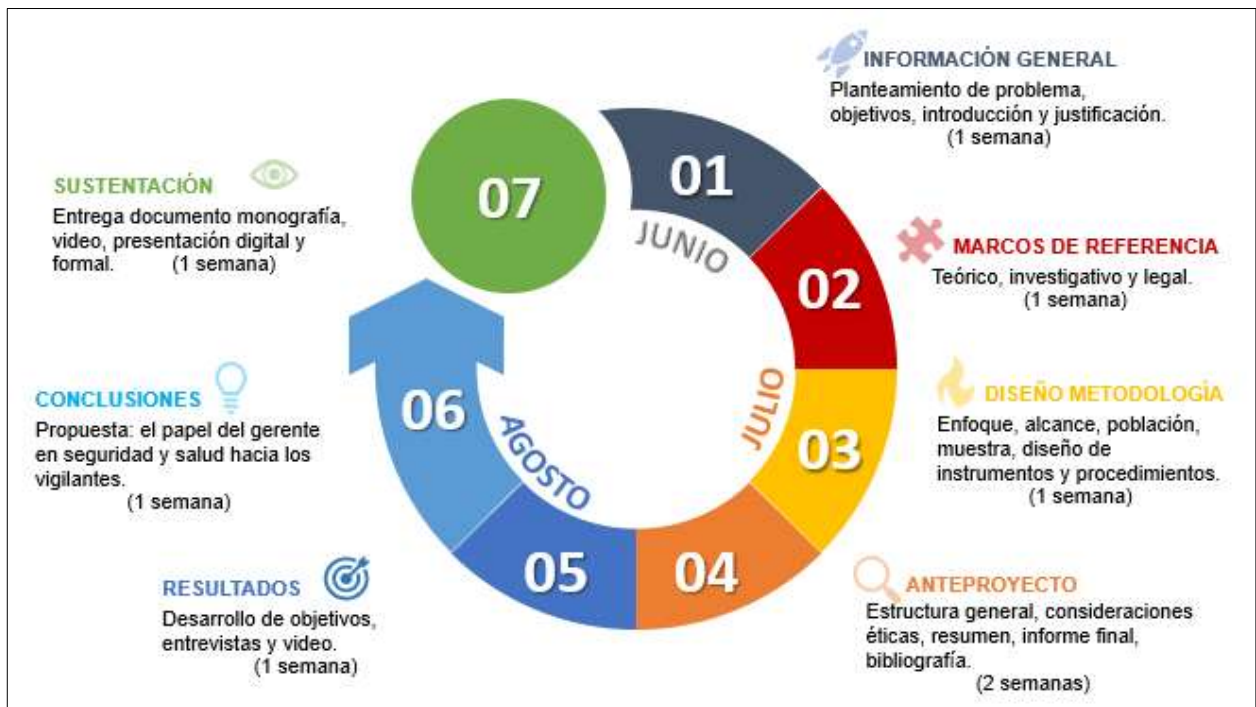 01
INFORMACIÓN GENERAL
Planteamiento de problema,
objetivos, introducción y justificación.
(1 semana)
02
MARCOS DE REFERENCIA
Teórico, investigativo y legal.
(1 semana)
03
DISEÑO METODOLOGÌA
Enfoque, alcance, población,
muestra, diseño de
instrumentos y procedimientos.
(1 semana)
04
ANTEPROYECTO
Estructura general, consideraciones
éticas, resumen, informe final,
bibliografía.
(2 semanas)
05
RESULTADOS
Desarrollo de objetivos,
entrevistas y video.
(1 semana)
06
CONCLUSIONES
Propuesta: el papel del gerente
en seguridad y salud hacia los
vigilantes.
(1 semana)
07
SUSTENTACIÓN
Entrega documento monografía,
video, presentación digital y
formal. (1 semana)
JUNIO
JULIO
AGOSTO